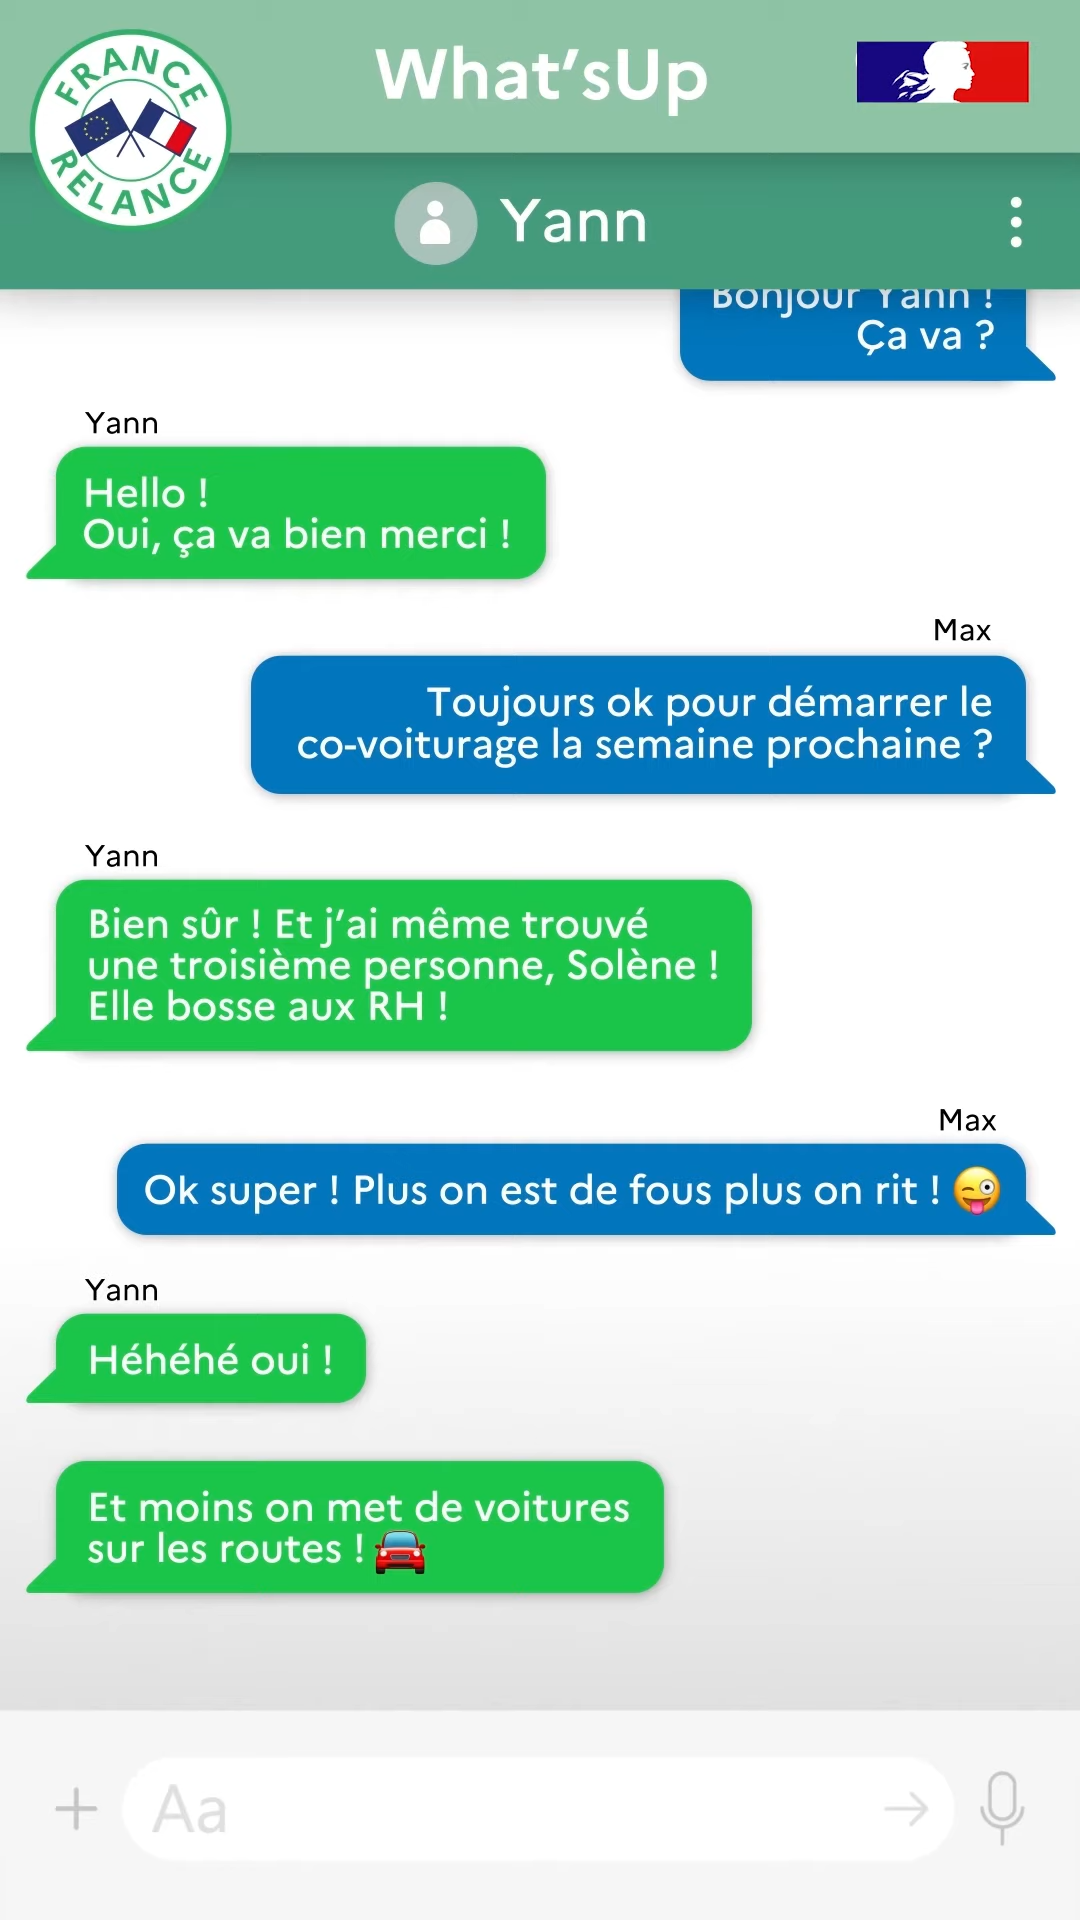 FRANCE
RELANCE
What’sUp
Yann
Bonjour Yann !
Ça va ?
Yann
Hello !
Oui, ça va bien merci !
Max
Toujours ok pour démarrer le
co-voiturage la semaine prochaine ?
Yann
Bien sûr ! Et j’ai même trouvé
une troisième personne, Solène !
Elle bosse aux RH !
Max
Ok super ! Plus on est de fous plus on rit ! 😜
Yann
Héhéhé oui !
Et moins on met de voitures
sur les routes ! 🚘
Aa